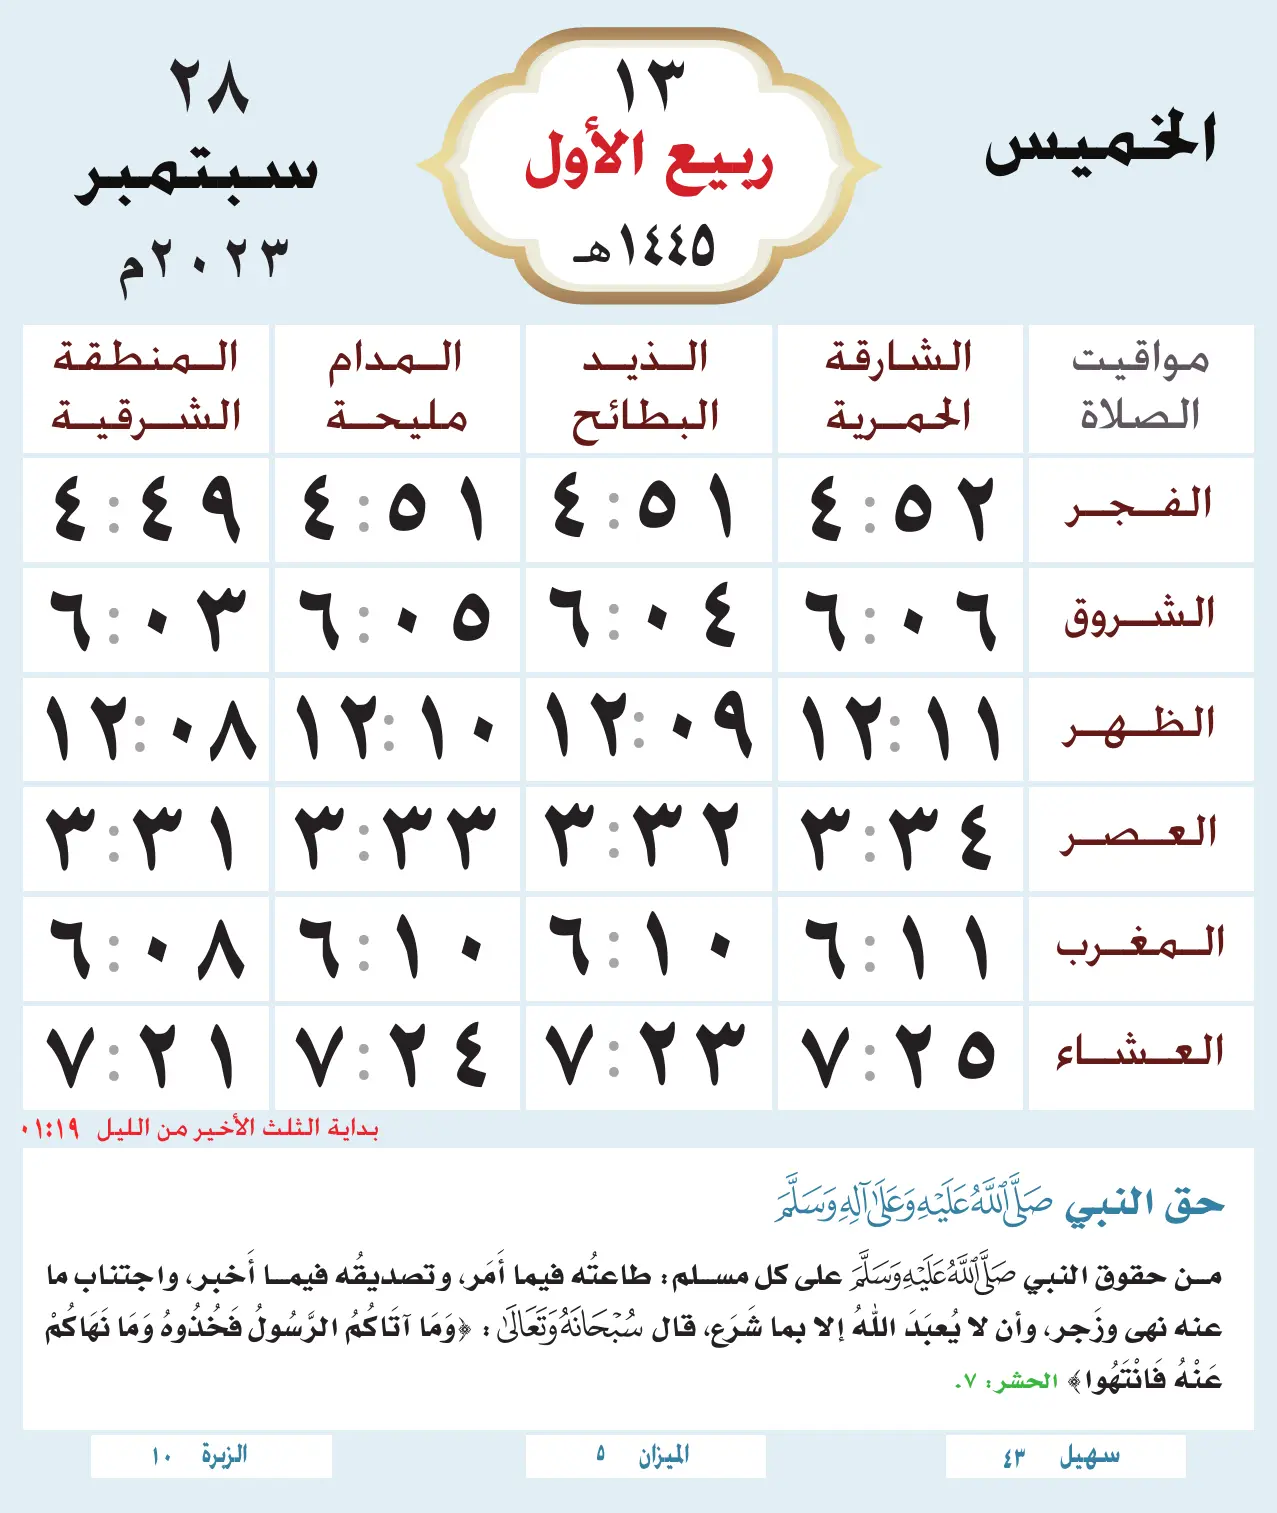 الخميس
١٣
ربيع الأول
١٤٤٥هـ
٢٨
سبتمبر
٢٠٢٣م
مواقيت الصلاة
الشارقة الحمرية
الذيد البطائح
المدام مليحة
المنطقة الشرقية
الفجر ٤:٥٢ ٤:٥١ ٤:٥١ ٤:٤٩
الشروق ٦:٠٦ ٦:٠٤ ٦:٠٥ ٦:٠٣
الظهر ١٢:١١ ١٢:٠٩ ١٢:١٠ ١٢:٠٨
العصر ٣:٣٤ ٣:٣٢ ٣:٣٣ ٣:٣١
المغرب ٦:١١ ٦:١٠ ٦:١٠ ٦:٠٨
العشاء ٧:٢٥ ٧:٢٣ ٧:٢٤ ٧:٢١
بداية الثلث الأخير من الليل ٠١:١٩
حق النبي صَلَّى اللَّهُ عَلَيْهِ وَعَلَىٰ آلِهِ وَسَلَّمَ
من حقوق النبي صَلَّى اللَّهُ عَلَيْهِ وَسَلَّمَ على كل مسلم: طاعتُه فيما أَمَر، وتصديقُه فيما أَخبر، واجتناب ما
عنه نهى وزَجر، وأن لا يُعبَدَ اللهُ إلا بما شَرَع، قال سُبْحَانَهُ وَتَعَالَىٰ: ﴿وَمَا آتَاكُمُ الرَّسُولُ فَخُذُوهُ وَمَا نَهَاكُمْ
عَنْهُ فَانْتَهُوا﴾ الحشر: ٧.
سهيل ٤٣
الميزان ٥
الزبرة ١٠